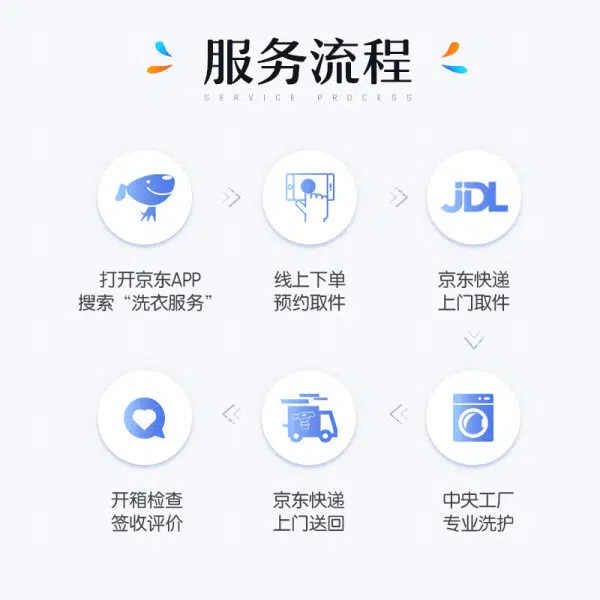 服务流程
SERVICE PROCESS
打开京东APP
搜索“洗衣服务”
线上下单
预约取件
JDL
京东快递
上门取件
开箱检查
签收评价
京东快递
上门送回
中央工厂
专业洗护